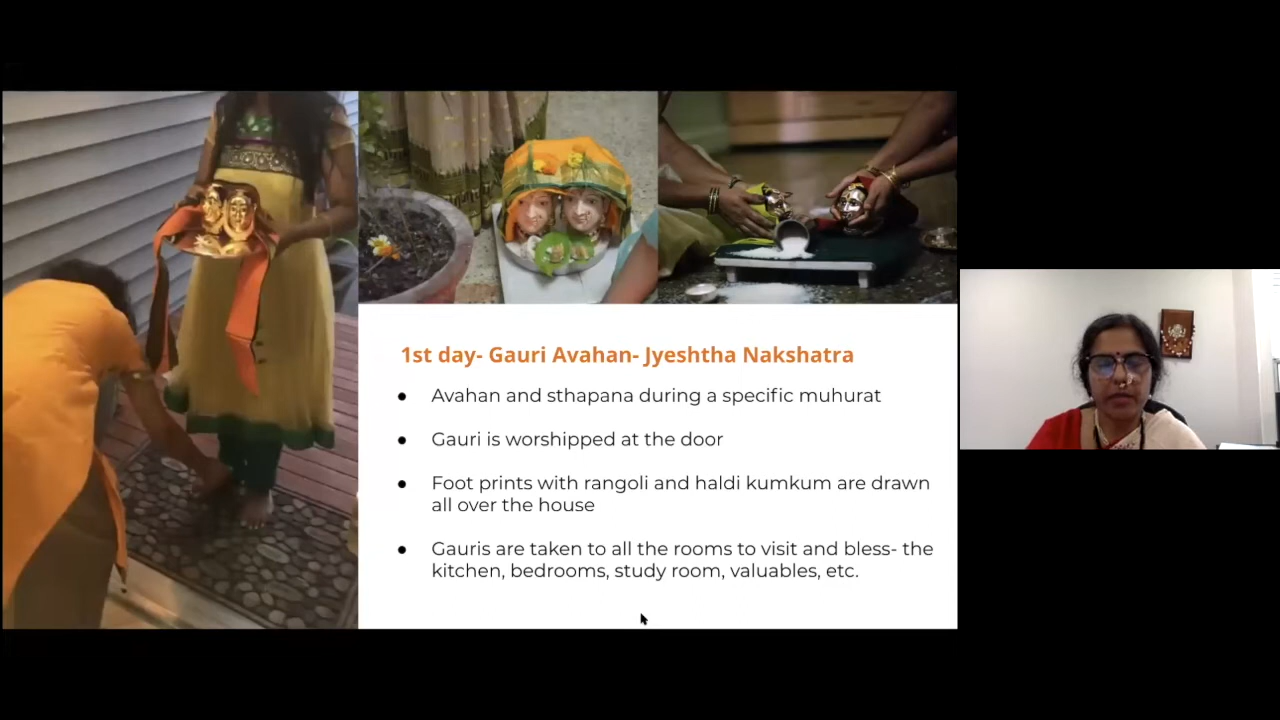 1st day- Gauri Avahan- Jyeshtha Nakshatra
● Avahan and sthapana during a specific muhurat
● Gauri is worshipped at the door
● Foot prints with rangoli and haldi kumkum are drawn
all over the house
● Gauris are taken to all the rooms to visit and bless- the
kitchen, bedrooms, study room, valuables, etc.